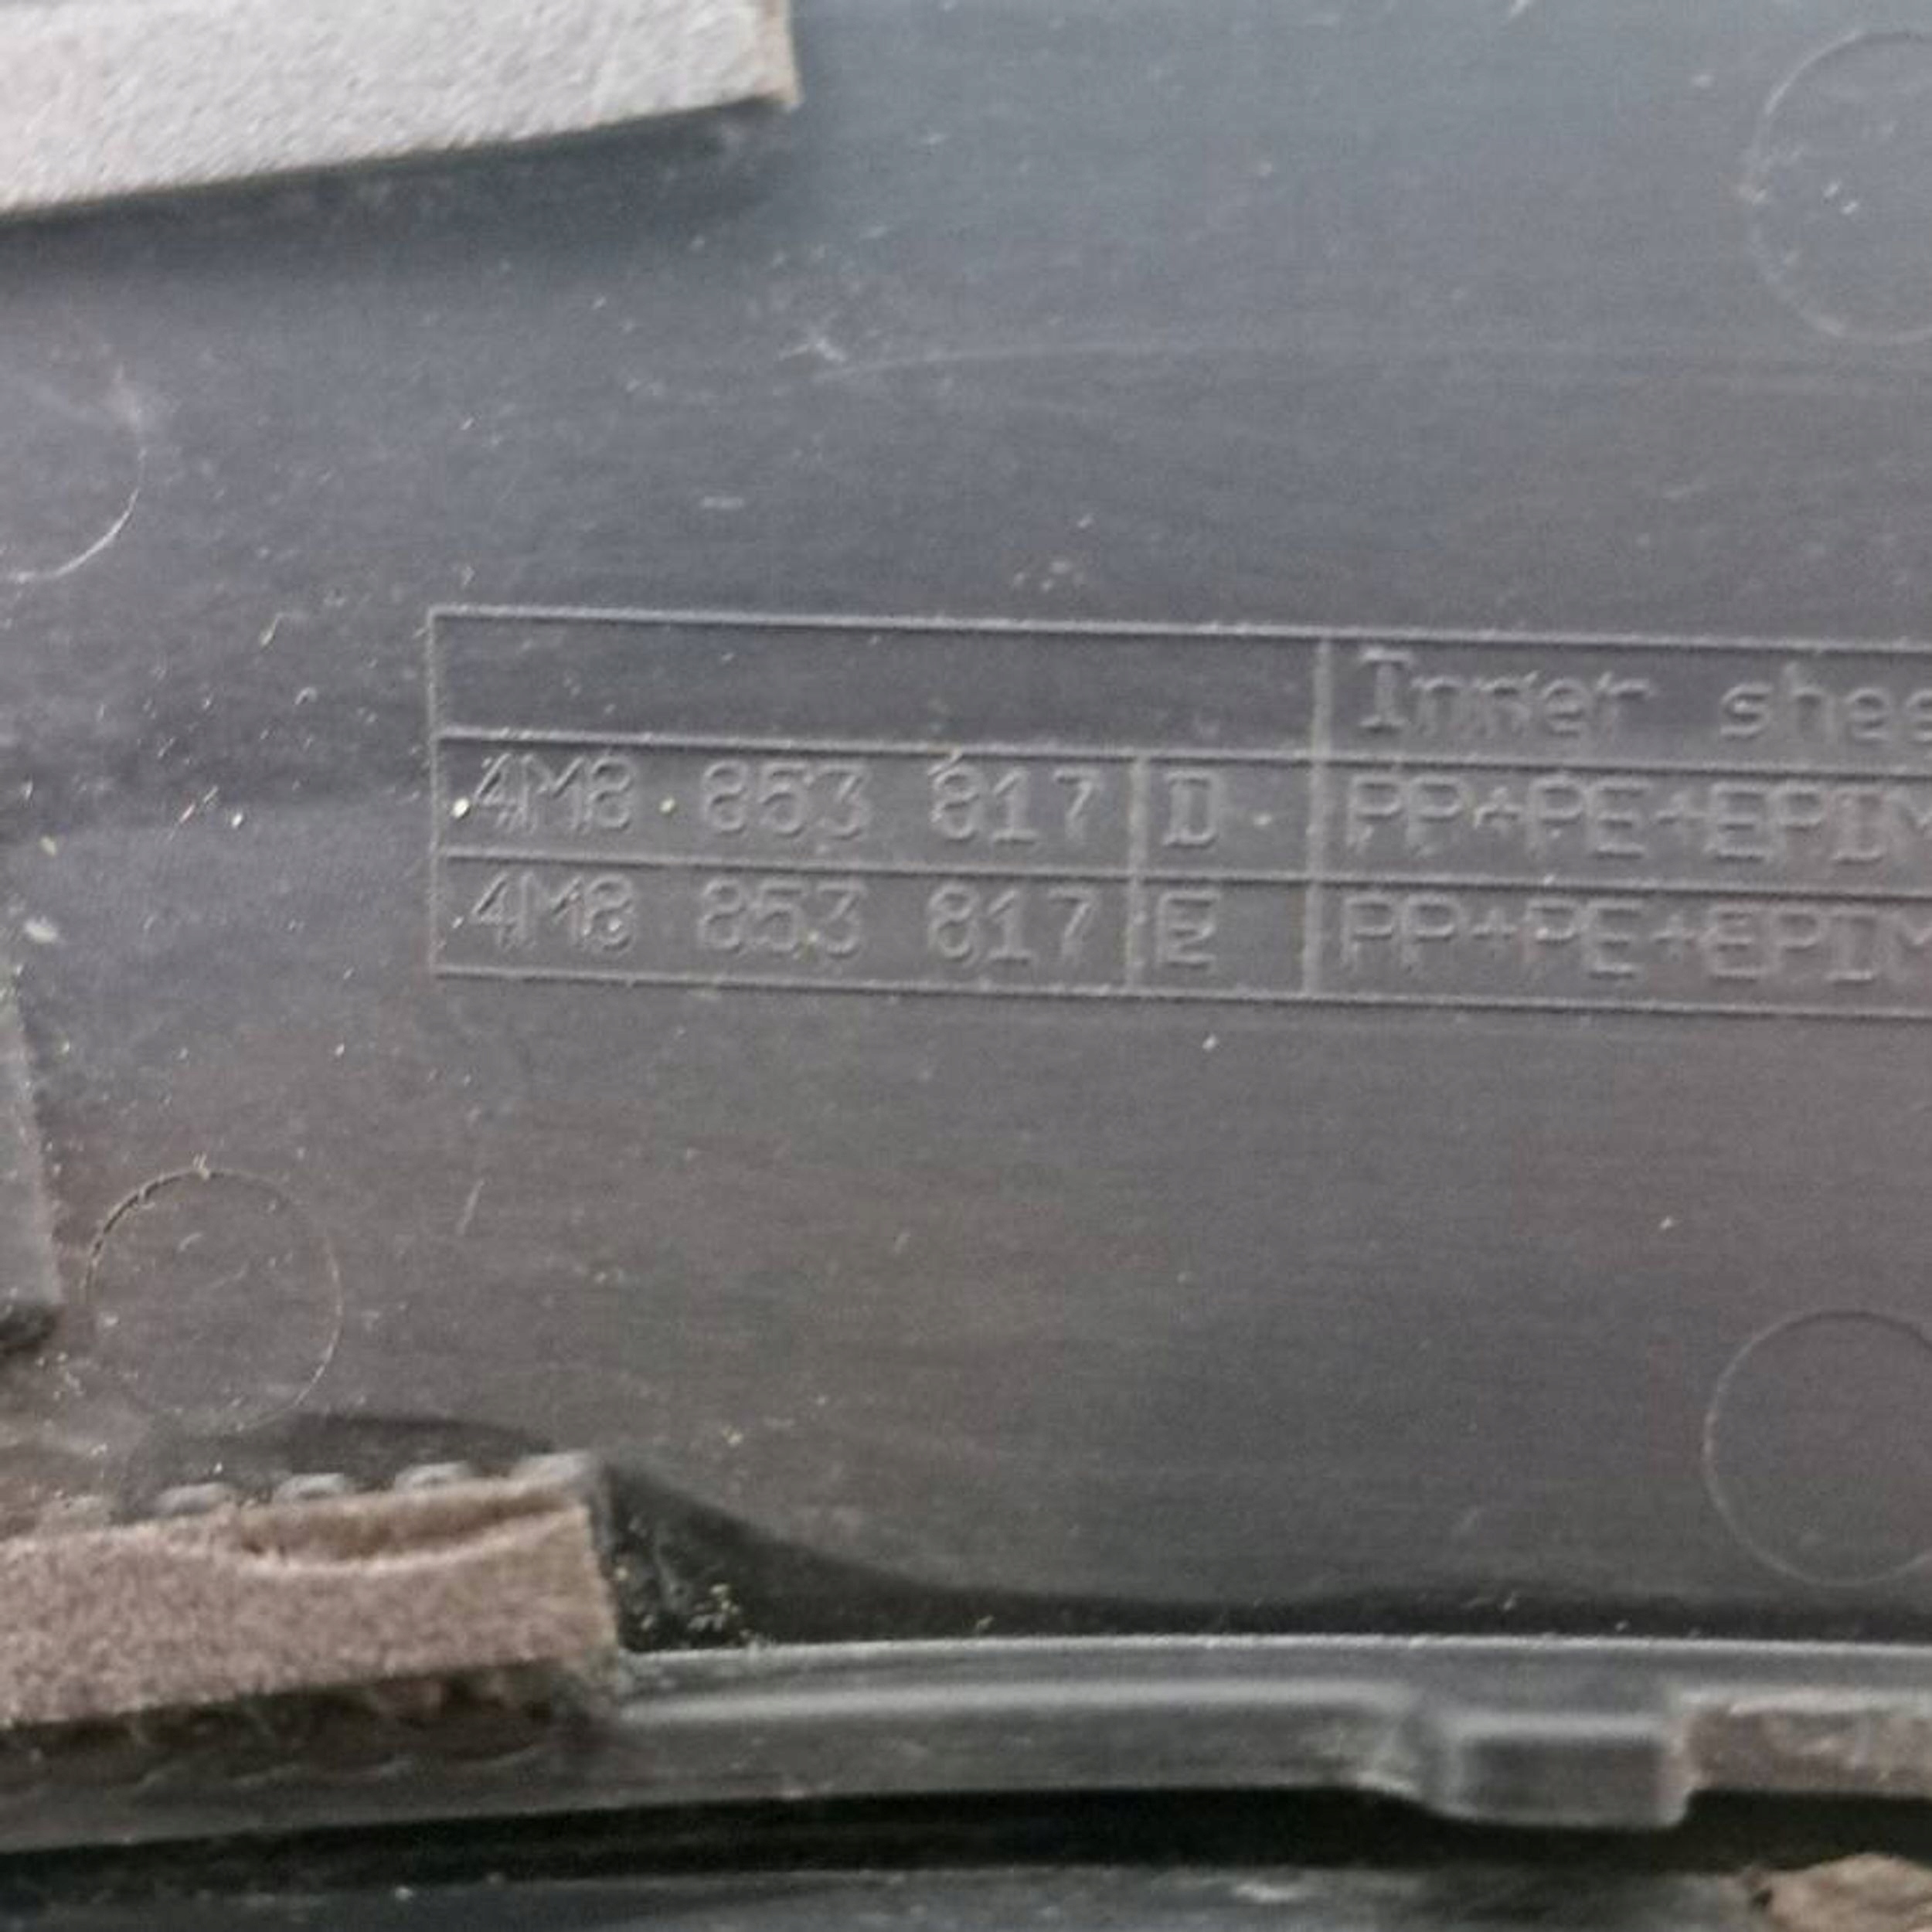 Inner shee
4M8 853 817 D PP+PE+EPDM
4M8 853 817 E PP+PE+EPDM